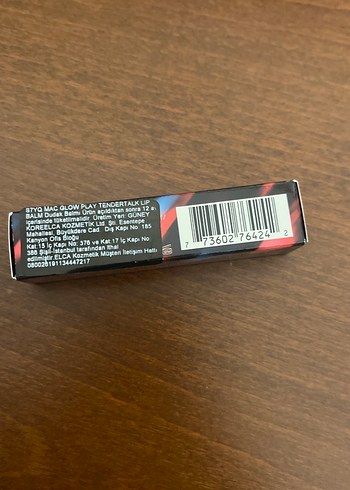 STYQ MAC GLOW PLAY TENDERTALK LIP
BALM Dudak Balmı Ürün açıldıktan sonra 12 ay
içerisinde tüketilmelidir. Üretim Yeri: GÜNEY
KOREELCA KOZMETİK Ltd. Şti. Esentepe
Mahallesi, Büyükdere Cad. Dış Kapı No: 185
Kanyon Ofis Bloğu
Kat:15 İç Kapı No: 376 ve Kat:17 İç Kapı No:
386 Şişli-İstanbul tarafından ithal
edilmiştir.ELCA Kozmetik Müşteri İletişim Hattı
080026191134447217
7 73602 76424 2